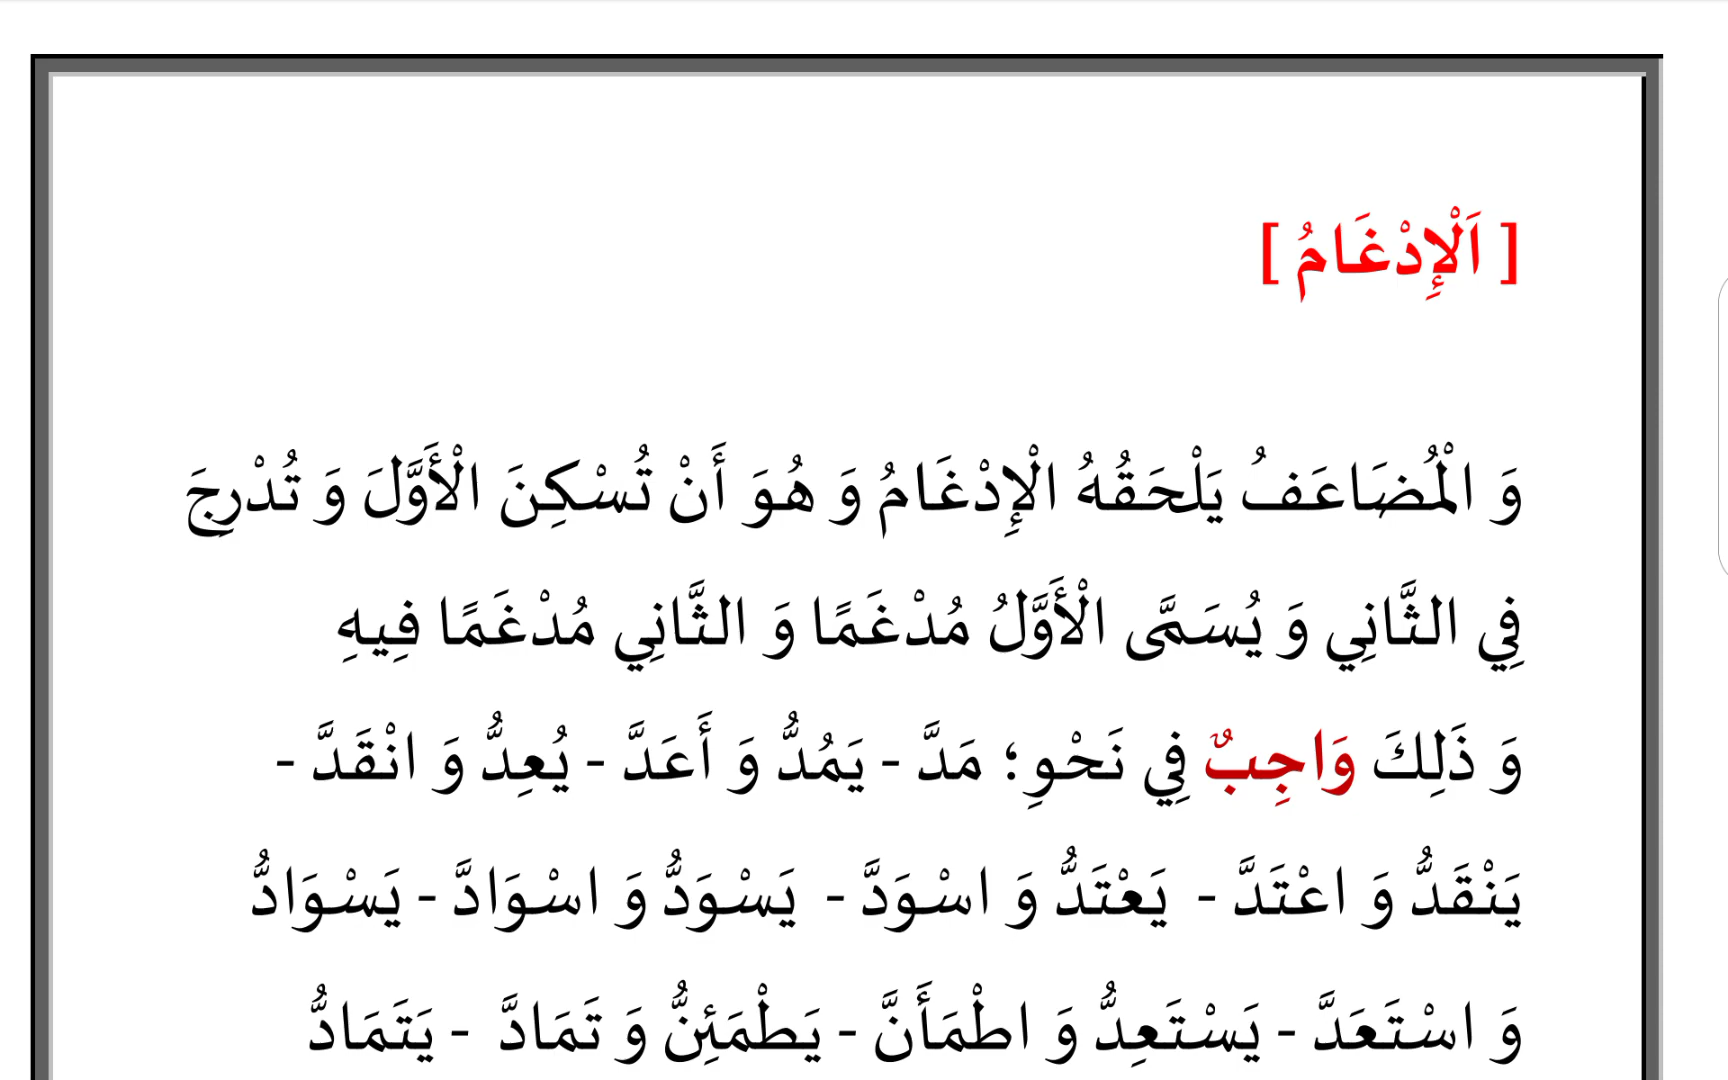 [ اَلْإِدْغَامُ ]
وَ الْمُضَاعَفُ يَلْحَقُهُ الْإِدْغَامُ وَ هُوَ أَنْ تُسْكِنَ الْأَوَّلَ وَ تُدْرِجَ
فِي الثَّانِي وَ يُسَمَّى الْأَوَّلُ مُدْغَمًا وَ الثَّانِي مُدْغَمًا فِيهِ
وَ ذَلِكَ وَاجِبٌ فِي نَحْوِ؛ مَدَّ - يَمُدُّ وَ أَعَدَّ - يُعِدُّ وَ انْقَدَّ -
يَنْقَدُّ وَ اعْتَدَّ - يَعْتَدُّ وَ اسْوَدَّ - يَسْوَدُّ وَ اسْوَادَّ - يَسْوَادُّ
وَ اسْتَعَدَّ - يَسْتَعِدُّ وَ اطْمَأَنَّ - يَطْمَئِنُّ وَ تَمَادَّ - يَتَمَادُّ